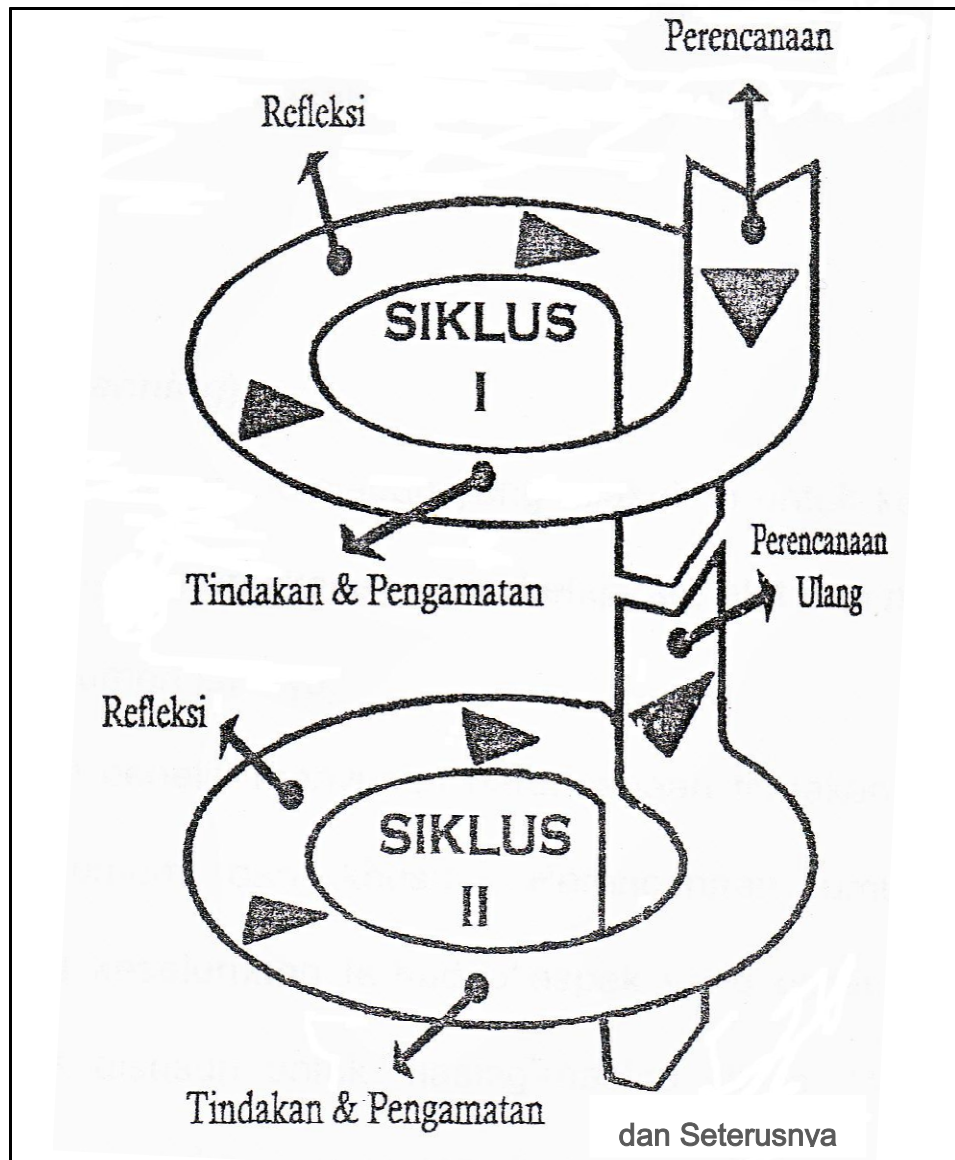 Perencanaan
Refleksi
SIKLUS
I
Tindakan & Pengamatan
Perencanaan
Ulang
Refleksi
SIKLUS
II
Tindakan & Pengamatan
dan Seterusnya